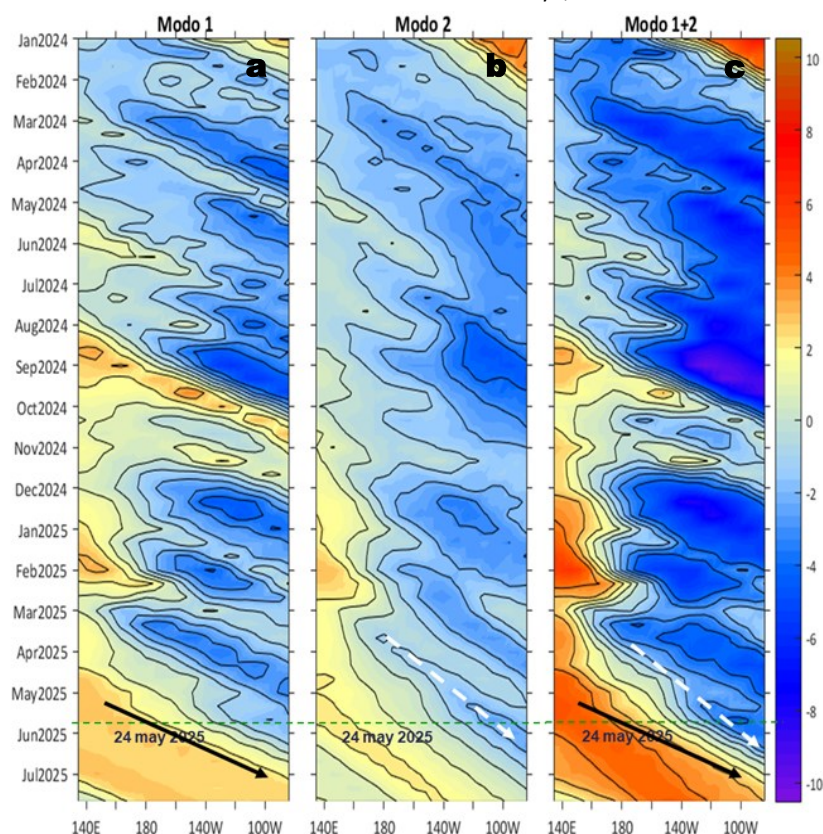 Modo 1
Modo 2
Modo 1+2
a
b
c
Jan2024
Feb2024
Mar2024
Apr2024
May2024
Jun2024
Jul2024
Aug2024
Sep2024
Oct2024
Nov2024
Dec2024
Jan2025
Feb2025
Mar2025
Apr2025
May2025
Jun2025
Jul2025
24 may 2025
24 may 2025
24 may 2025
140E 180 140W 100W
140E 180 140W 100W
140E 180 140W 100W
10
8
6
4
2
0
-2
-4
-6
-8
-10